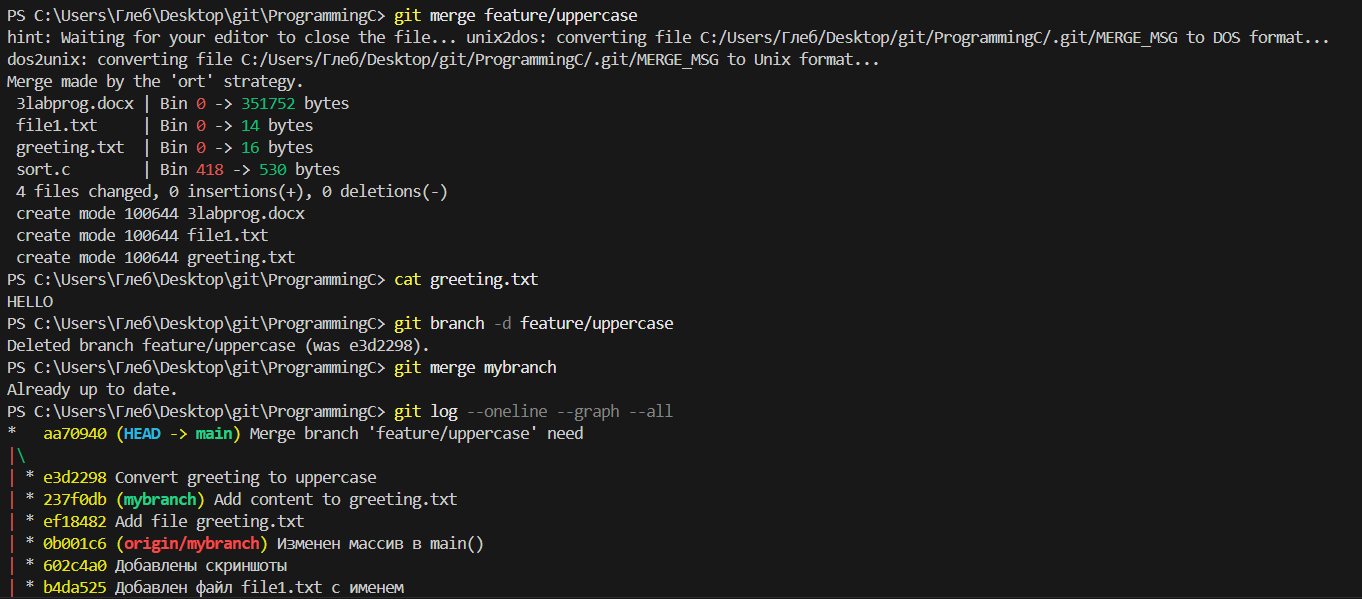 PS C:\Users\Глеб\Desktop\git\ProgrammingC> git merge feature/uppercase
hint: Waiting for your editor to close the file... unix2dos: converting file C:/Users/Глеб/Desktop/git/ProgrammingC/.git/MERGE_MSG to DOS format...
dos2unix: converting file C:/Users/Глеб/Desktop/git/ProgrammingC/.git/MERGE_MSG to Unix format...
Merge made by the 'ort' strategy.
 3labprog.docx | Bin 0 -> 351752 bytes
 file1.txt     | Bin 0 -> 14 bytes
 greeting.txt  | Bin 0 -> 16 bytes
 sort.c        | Bin 418 -> 530 bytes
 4 files changed, 0 insertions(+), 0 deletions(-)
 create mode 100644 3labprog.docx
 create mode 100644 file1.txt
 create mode 100644 greeting.txt
PS C:\Users\Глеб\Desktop\git\ProgrammingC> cat greeting.txt
HELLO
PS C:\Users\Глеб\Desktop\git\ProgrammingC> git branch -d feature/uppercase
Deleted branch feature/uppercase (was e3d2298).
PS C:\Users\Глеб\Desktop\git\ProgrammingC> git merge mybranch
Already up to date.
PS C:\Users\Глеб\Desktop\git\ProgrammingC> git log --oneline --graph --all
*   aa70940 (HEAD -> main) Merge branch 'feature/uppercase' need
|\
| * e3d2298 Convert greeting to uppercase
| * 237f0db (mybranch) Add content to greeting.txt
| * ef18482 Add file greeting.txt
| * 0b001c6 (origin/mybranch) Изменен массив в main()
| * 602c4a0 Добавлены скриншоты
| * b4da525 Добавлен файл file1.txt с именем